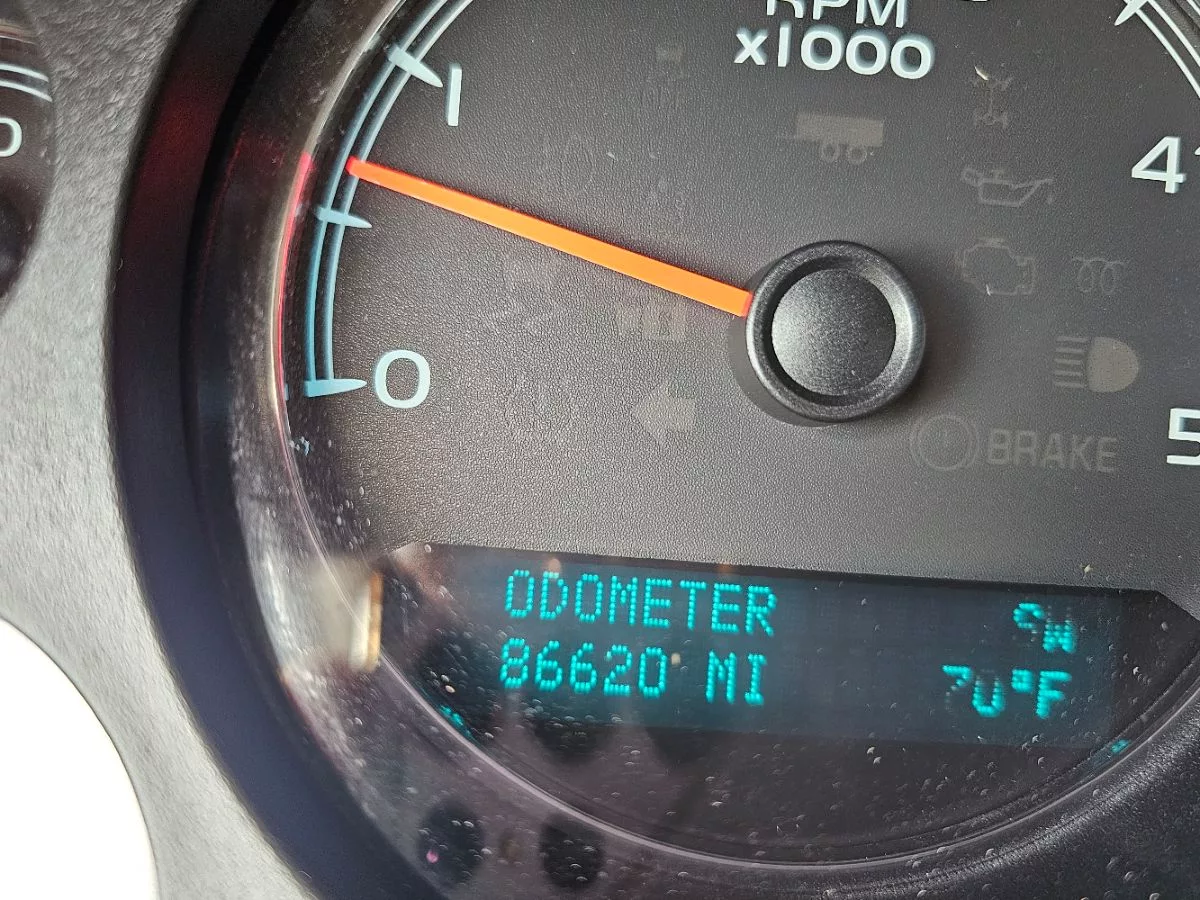 RPM
x1000
1
4
0
5
BRAKE
ODOMETER
86620 MI
70°F